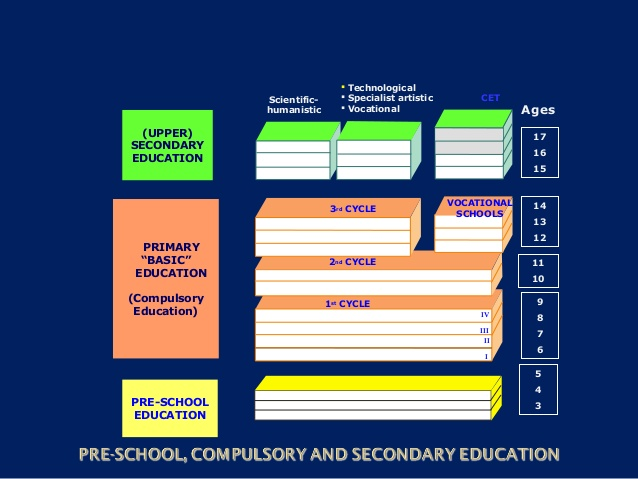 ▪ Technological
Scientific-
humanistic
▪ Specialist artistic
▪ Vocational
CET
Ages
(UPPER)
SECONDARY
EDUCATION
17
16
15
PRIMARY
“BASIC”
EDUCATION
(Compulsory
Education)
3rd CYCLE
VOCATIONAL
SCHOOLS
14
13
12
2nd CYCLE
11
10
1st CYCLE
IV
III
II
I
9
8
7
6
PRE-SCHOOL
EDUCATION
5
4
3
PRE-SCHOOL, COMPULSORY AND SECONDARY EDUCATION